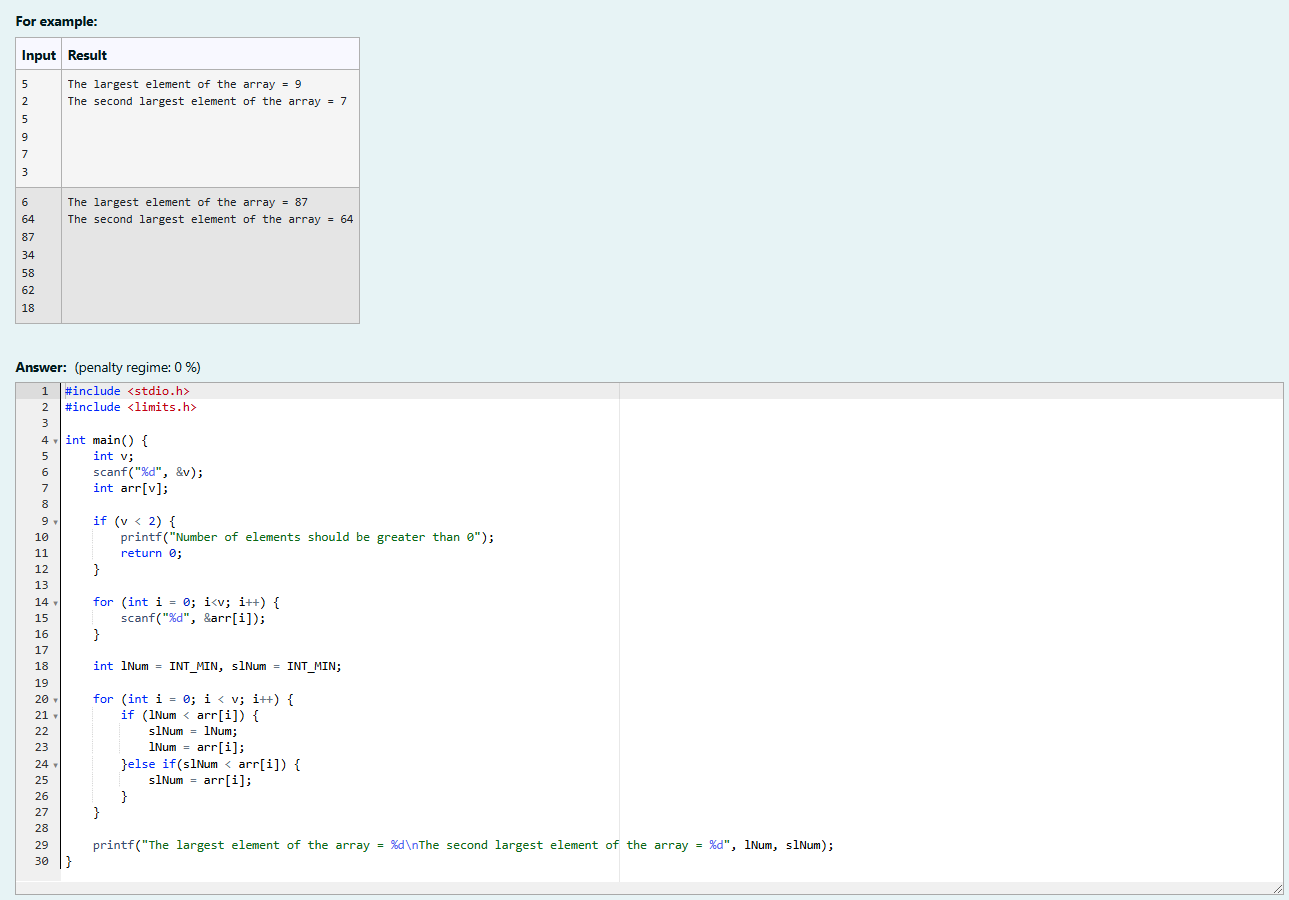 For example:
Input Result
5 The largest element of the array = 9
2 The second largest element of the array = 7
5
9
7
3
6 The largest element of the array = 87
64 The second largest element of the array = 64
87
34
58
62
18
Answer: (penalty regime: 0 %)
1 #include <stdio.h>
2 #include <limits.h>
3
4 int main() {
5     int v;
6     scanf("%d", &v);
7     int arr[v];
8
9     if (v < 2) {
10         printf("Number of elements should be greater than 0");
11         return 0;
12     }
13
14     for (int i = 0; i<v; i++) {
15         scanf("%d", &arr[i]);
16     }
17
18     int lNum = INT_MIN, slNum = INT_MIN;
19
20     for (int i = 0; i < v; i++) {
21         if (lNum < arr[i]) {
22             slNum = lNum;
23             lNum = arr[i];
24         }else if(slNum < arr[i]) {
25             slNum = arr[i];
26         }
27     }
28
29     printf("The largest element of the array = %d\nThe second largest element of the array = %d", lNum, slNum);
30 }